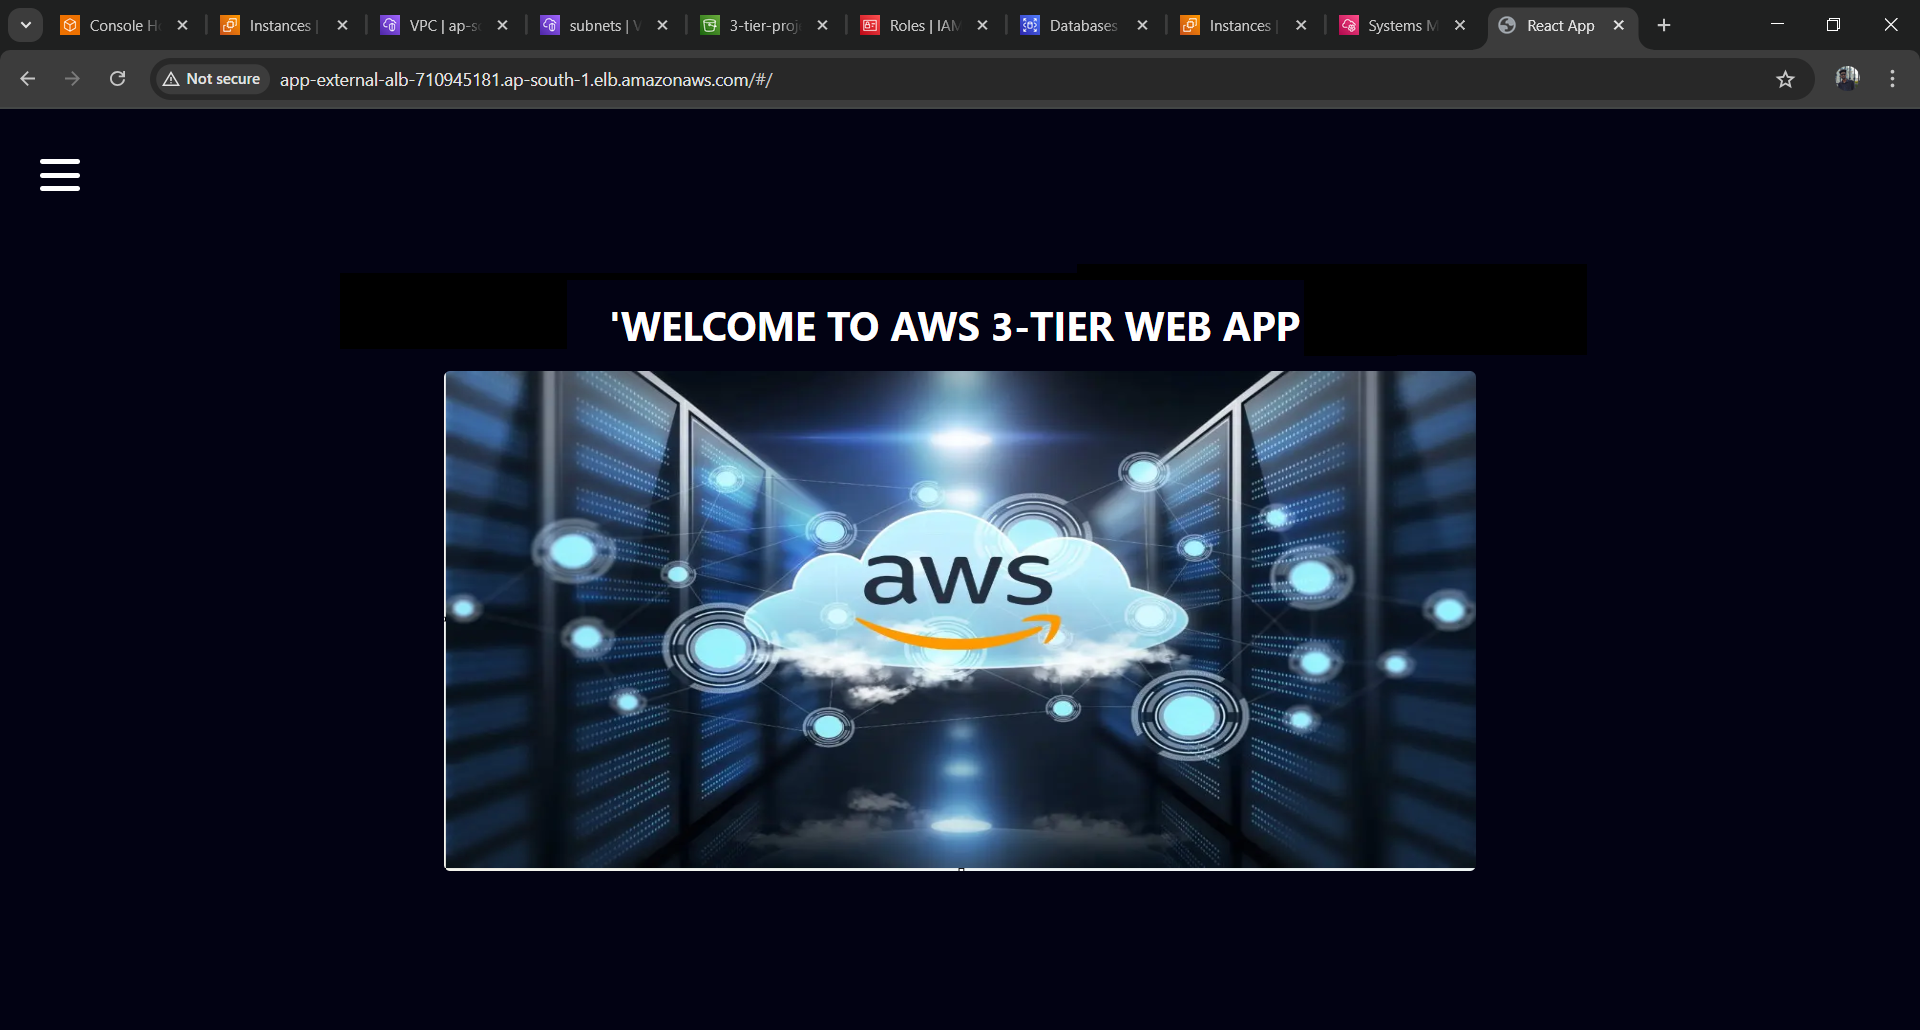 Console H
Instances |
VPC | ap-s
subnets | V
3-tier-proj
Roles | IAM
Databases
Instances |
Systems M
React App
Not secure
app-external-alb-710945181.ap-south-1.elb.amazonaws.com/#/
'WELCOME TO AWS 3-TIER WEB APP
aws